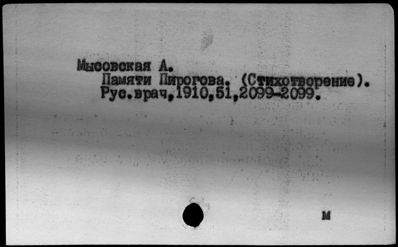 Мысовская А.
Памяти Пирогова. (Стихотворение).
Рус.врач,1910,51,2099-2099.
м